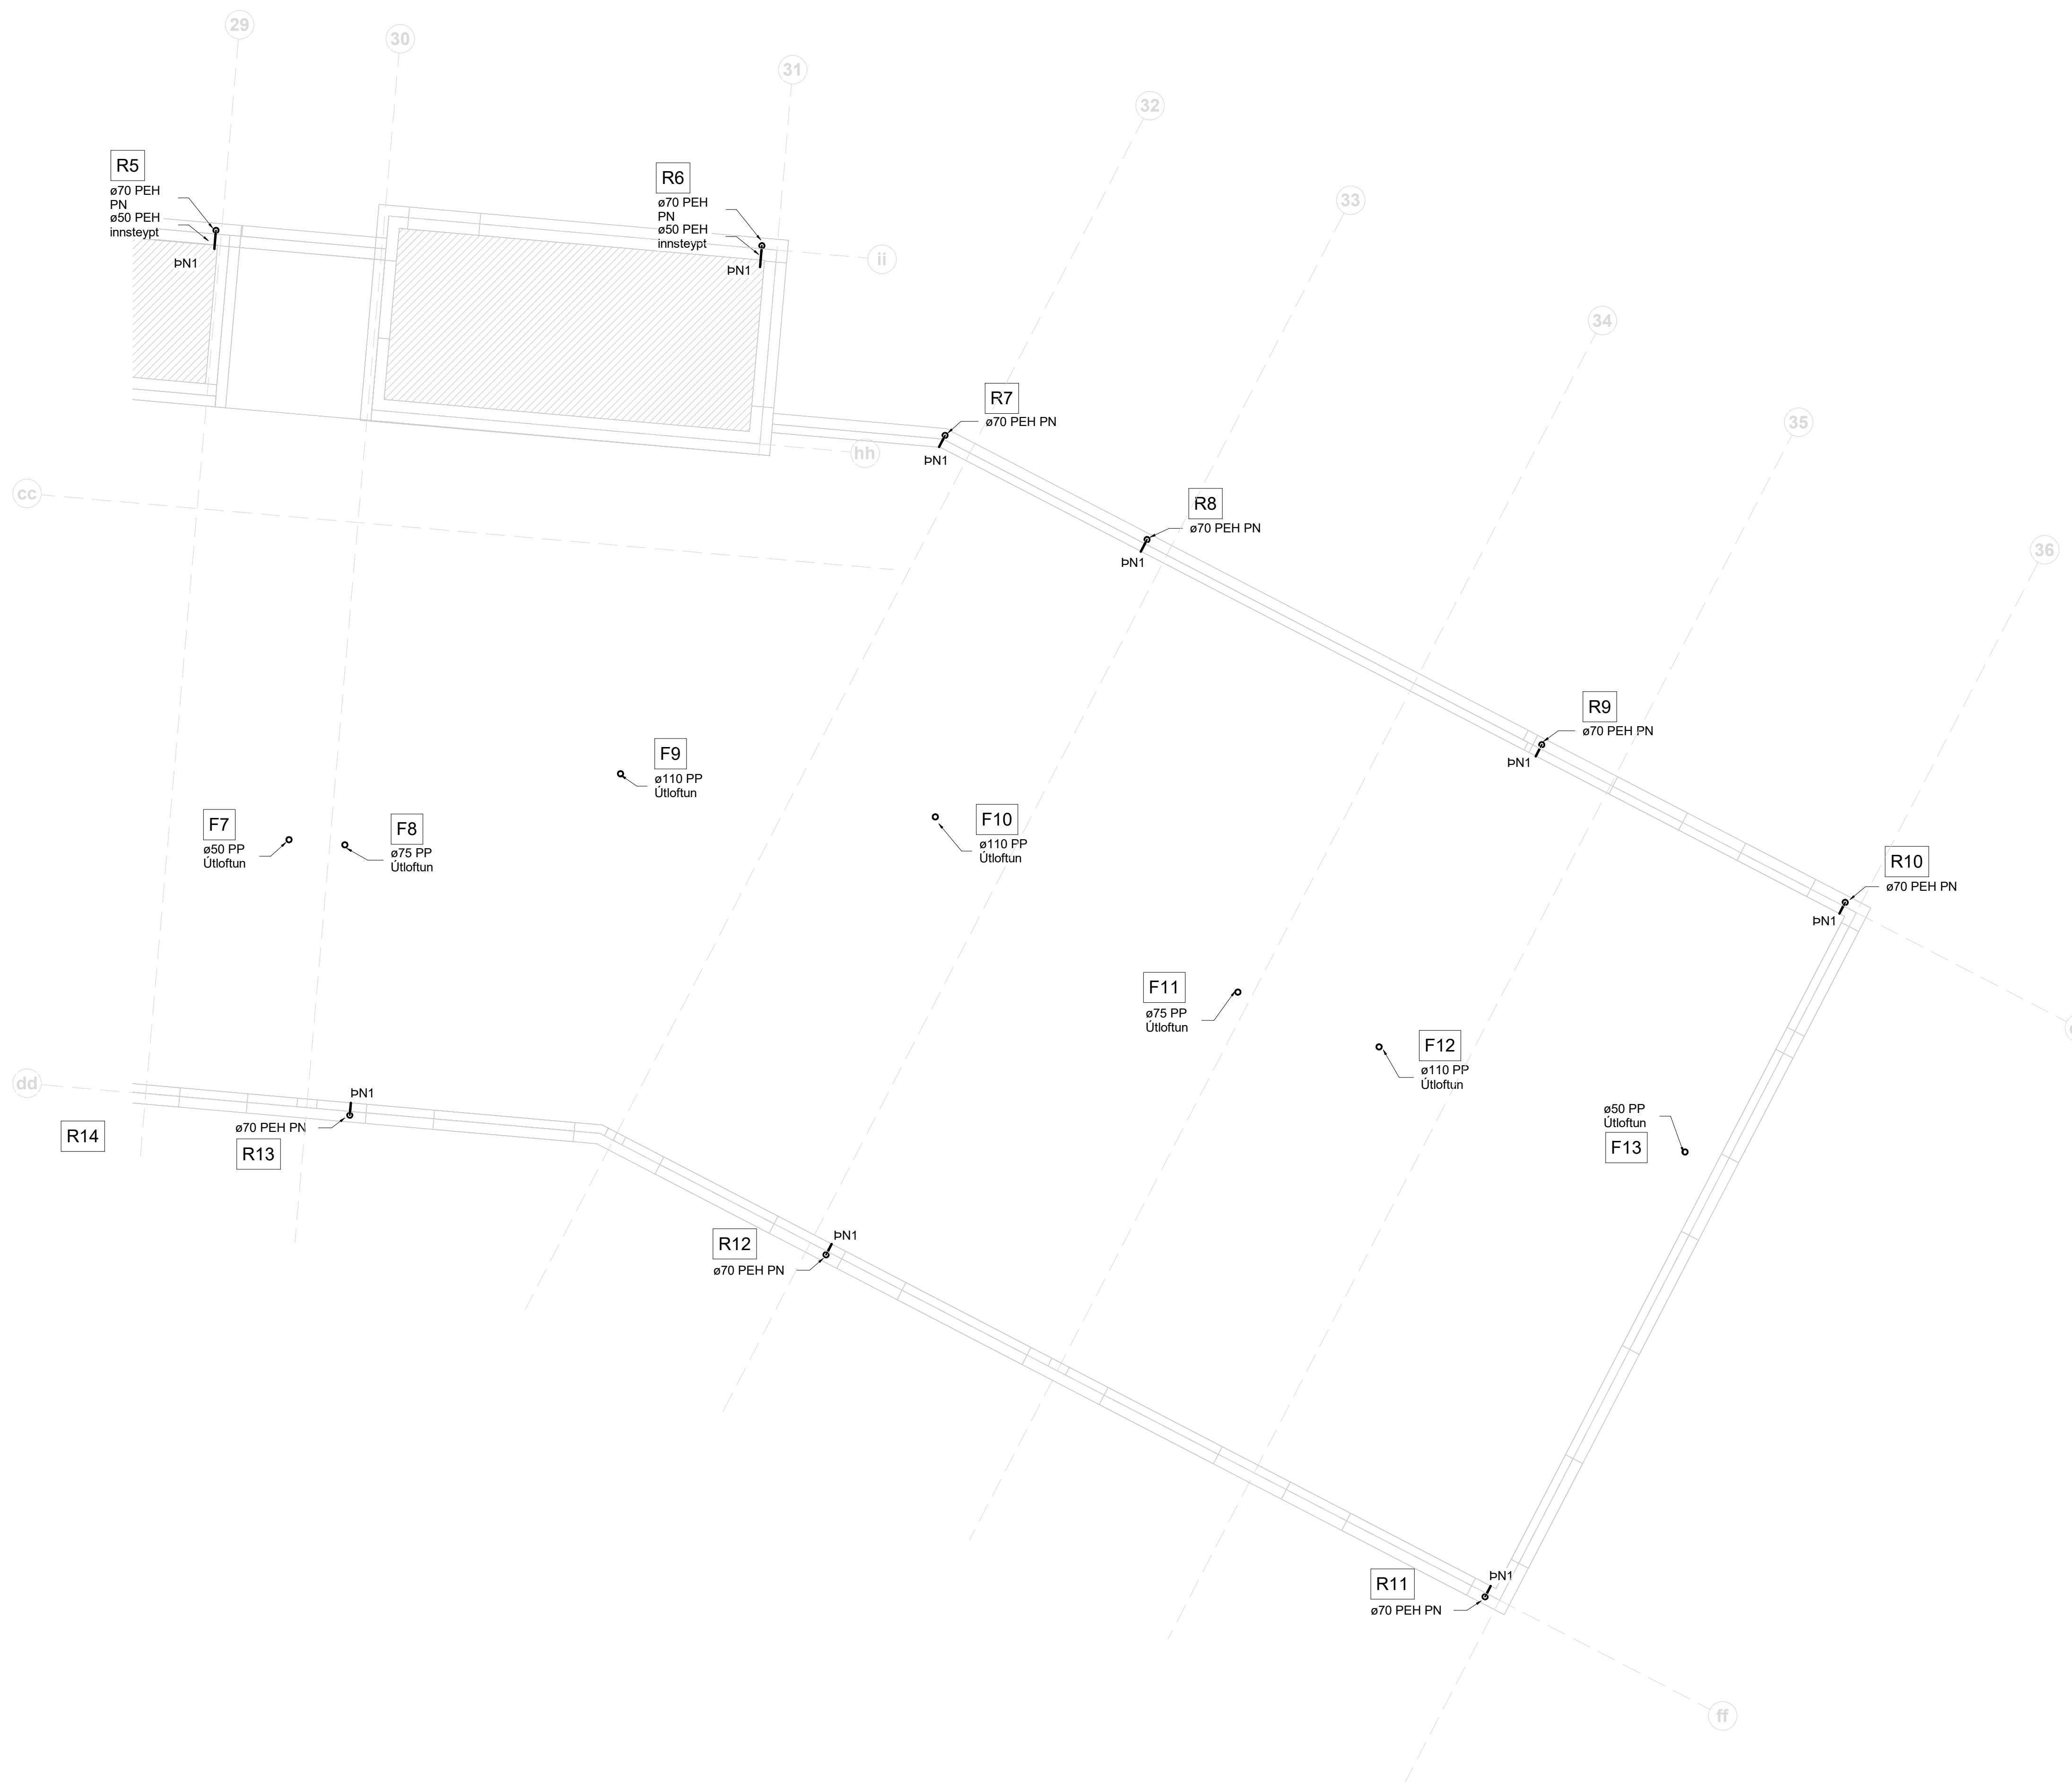 29
30
31
32
33
34
35
36
R5
ø70 PEH
PN
ø50 PEH
innsteypt
ÞN1
R6
ø70 PEH
PN
ø50 PEH
innsteypt
ÞN1
ii
R7
ø70 PEH PN
ÞN1
hh
cc
R8
ø70 PEH PN
ÞN1
R9
ø70 PEH PN
ÞN1
F9
ø110 PP
Útloftun
F7
ø50 PP
Útloftun
F8
ø75 PP
Útloftun
F10
ø110 PP
Útloftun
R10
ø70 PEH PN
ÞN1
F11
ø75 PP
Útloftun
F12
ø110 PP
Útloftun
dd
ÞN1
ø70 PEH PN
R13
R14
ø50 PP
Útloftun
F13
R12
ÞN1
ø70 PEH PN
R11
ÞN1
ø70 PEH PN
ff